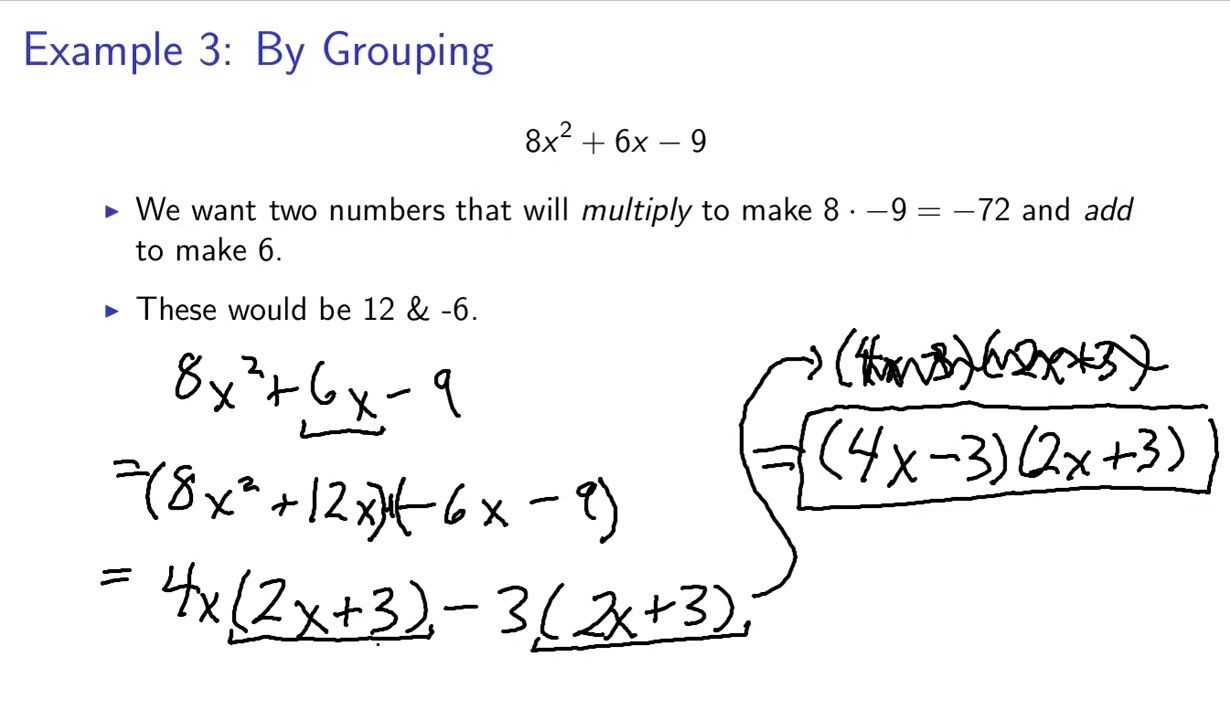 Example 3: By Grouping
8x² + 6x − 9
▶ We want two numbers that will multiply to make 8 · −9 = −72 and add
to make 6.
▶ These would be 12 & -6.
8x² + 6x − 9
= (8x² + 12x) + (−6x − 9)
= 4x(2x+3) − 3(2x+3)
= (4x−3)(2x+3)